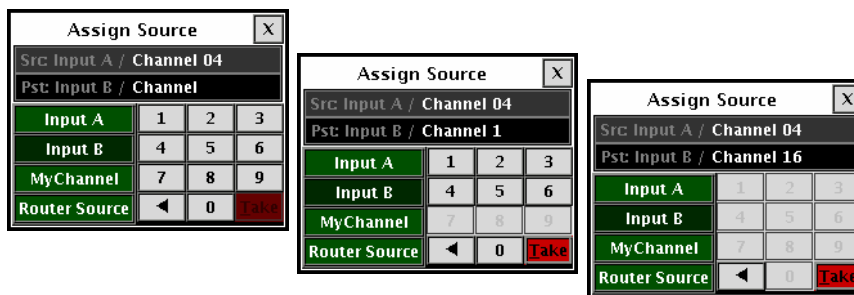 Assign Source X
Src: Input A / Channel 04
Pst: Input B / Channel
Input A 1 2 3
Input B 4 5 6
MyChannel 7 8 9
Router Source ◄ 0 Take
Assign Source X
Src: Input A / Channel 04
Pst: Input B / Channel 1
Input A 1 2 3
Input B 4 5 6
MyChannel 7 8 9
Router Source ◄ 0 Take
Assign Source X
Src: Input A / Channel 04
Pst: Input B / Channel 16
Input A 1 2 3
Input B 4 5 6
MyChannel 7 8 9
Router Source ◄ 0 Take